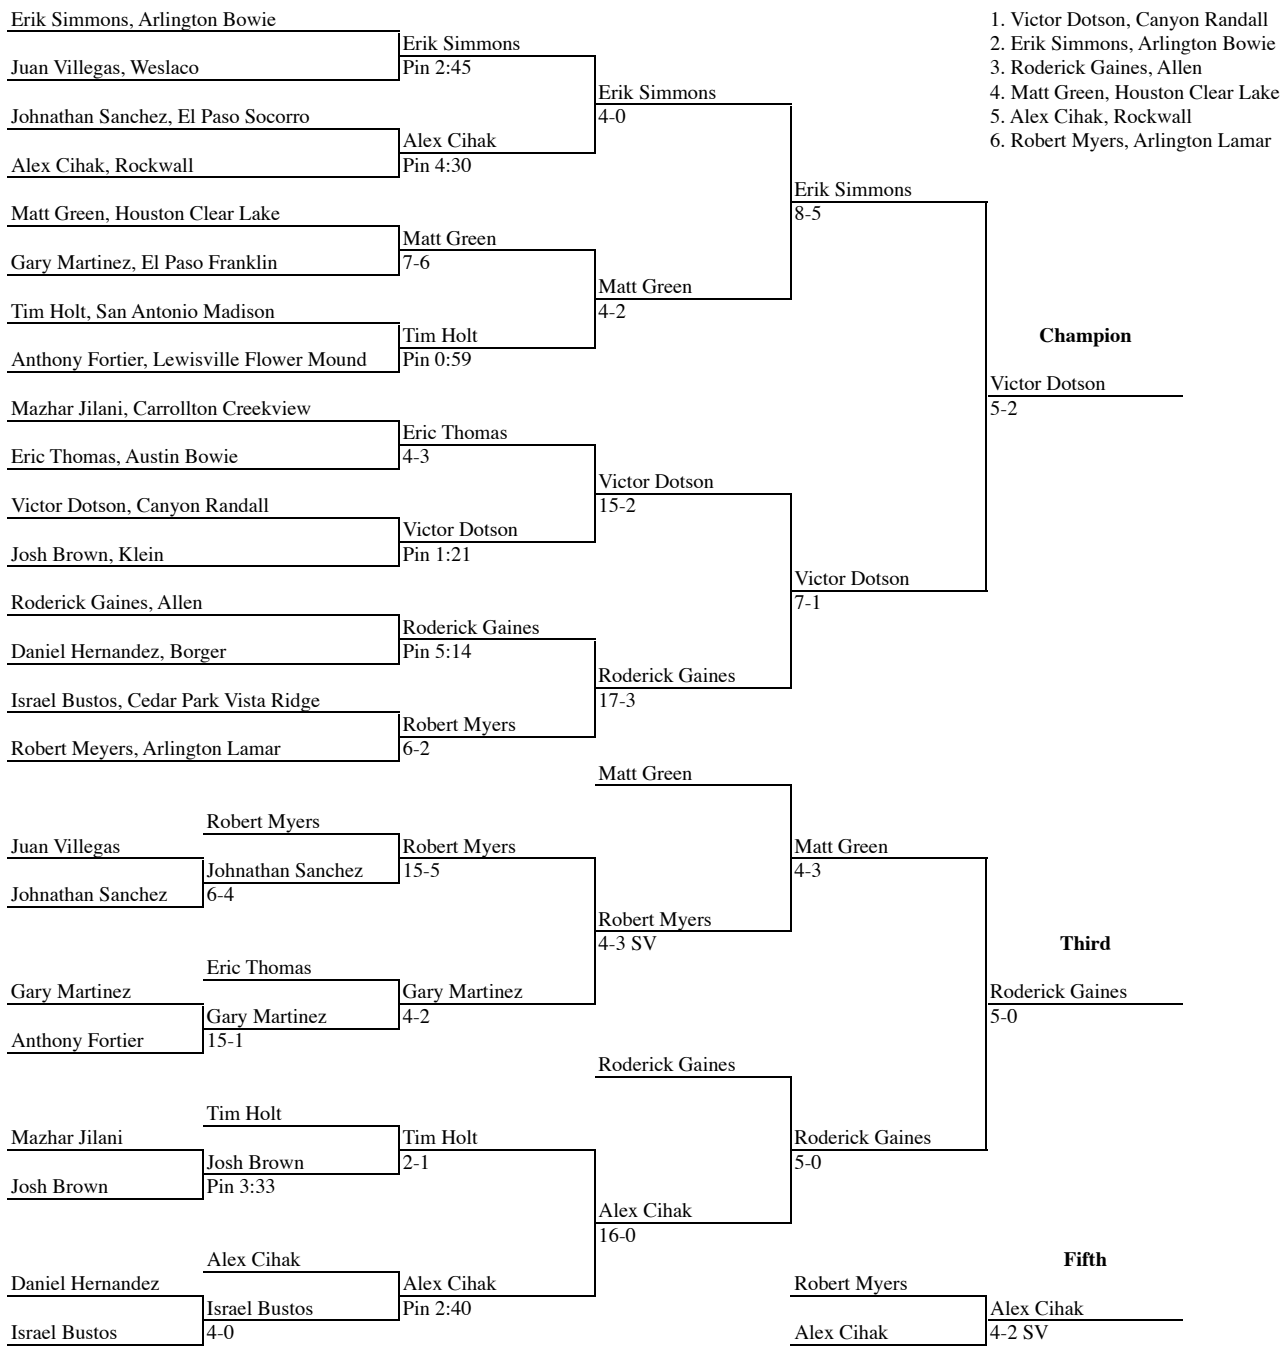 Erik Simmons, Arlington Bowie
1. Victor Dotson, Canyon Randall
Erik Simmons
2. Erik Simmons, Arlington Bowie
Juan Villegas, Weslaco
Pin 2:45
3. Roderick Gaines, Allen
Erik Simmons
4. Matt Green, Houston Clear Lake
Johnathan Sanchez, El Paso Socorro
4-0
5. Alex Cihak, Rockwall
Alex Cihak
6. Robert Myers, Arlington Lamar
Alex Cihak, Rockwall
Pin 4:30
Erik Simmons
Matt Green, Houston Clear Lake
8-5
Matt Green
Gary Martinez, El Paso Franklin
7-6
Matt Green
Tim Holt, San Antonio Madison
4-2
Tim Holt
Champion
Anthony Fortier, Lewisville Flower Mound
Pin 0:59
Victor Dotson
Mazhar Jilani, Carrollton Creekview
5-2
Eric Thomas
Eric Thomas, Austin Bowie
4-3
Victor Dotson
Victor Dotson, Canyon Randall
15-2
Victor Dotson
Josh Brown, Klein
Pin 1:21
Victor Dotson
Roderick Gaines, Allen
7-1
Roderick Gaines
Daniel Hernandez, Borger
Pin 5:14
Roderick Gaines
Israel Bustos, Cedar Park Vista Ridge
17-3
Robert Myers
Robert Meyers, Arlington Lamar
6-2
Matt Green
Robert Myers
Juan Villegas
Robert Myers
Matt Green
Johnathan Sanchez
15-5
4-3
Johnathan Sanchez
6-4
Robert Myers
4-3 SV
Third
Eric Thomas
Gary Martinez
Gary Martinez
Roderick Gaines
Gary Martinez
4-2
5-0
Anthony Fortier
15-1
Roderick Gaines
Tim Holt
Mazhar Jilani
Tim Holt
Roderick Gaines
Josh Brown
2-1
5-0
Josh Brown
Pin 3:33
Alex Cihak
16-0
Alex Cihak
Fifth
Daniel Hernandez
Alex Cihak
Robert Myers
Israel Bustos
Pin 2:40
Alex Cihak
Israel Bustos
4-0
Alex Cihak
4-2 SV